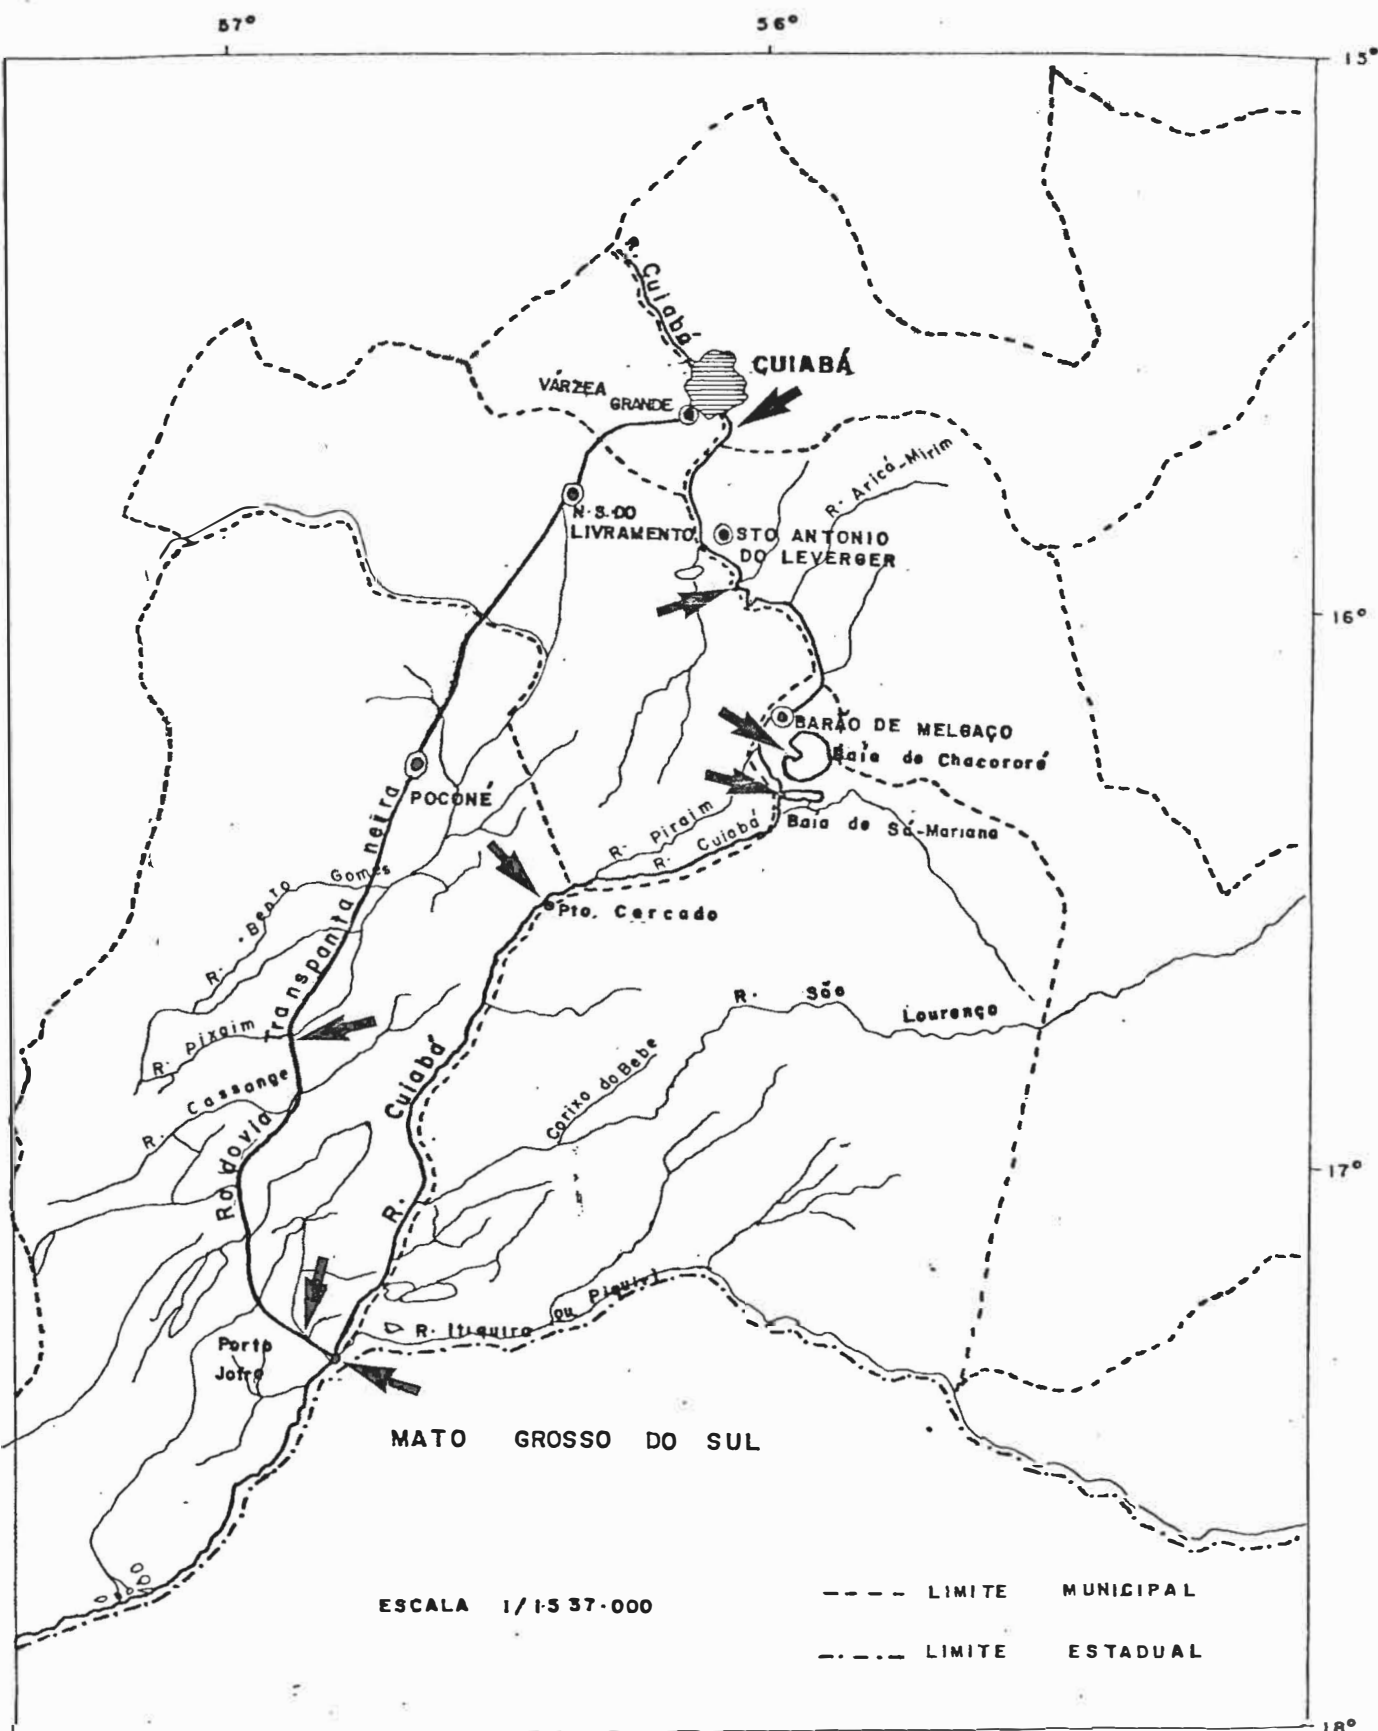 57°
56°
15°
Cuiabá
CUIABÁ
VÁRZEA
GRANDE
R. Aricá-Mirim
N.S.DO
LIVRAMENTO
STO ANTONIO
DO LEVERGER
16°
BARÃO DE MELGAÇO
Baía de Chacororé
POCONÉ
R. Piraim
R. Cuiabá
Baía de Sá-Mariana
R. Bento Gomes
Pto. Cercado
Rodovia Transpantaneira
R. São Lourenço
R. Pixaim
R. Cuiabá
R. Cassange
Corixo do Bebe
17°
R. Itiquira ou Piquiri
Porto
Jofre
MATO GROSSO DO SUL
ESCALA 1/1.537.000
LIMITE MUNICIPAL
LIMITE ESTADUAL
18°